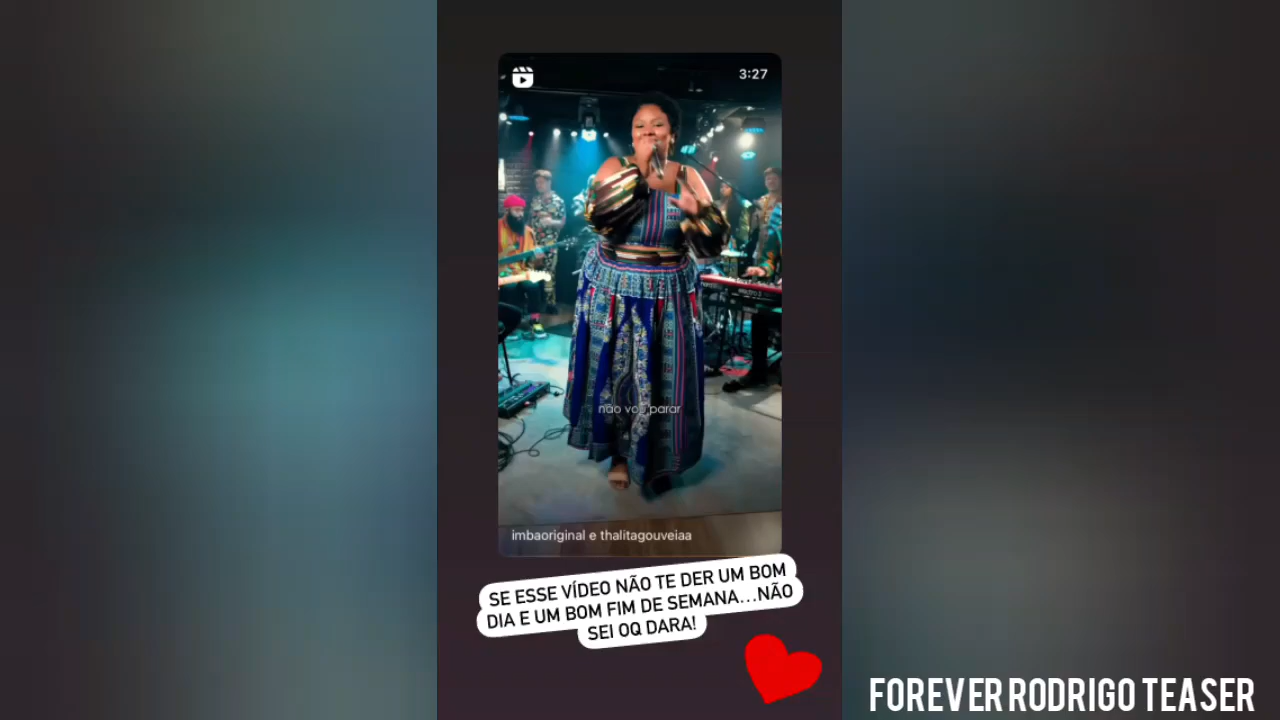 3:27
não vou parar
imbaoriginal e thalitagouveiaa
SE ESSE VÍDEO NÃO TE DER UM BOM
DIA E UM BOM FIM DE SEMANA...NÃO
SEI OQ DARA!
FOREVER RODRIGO TEASER